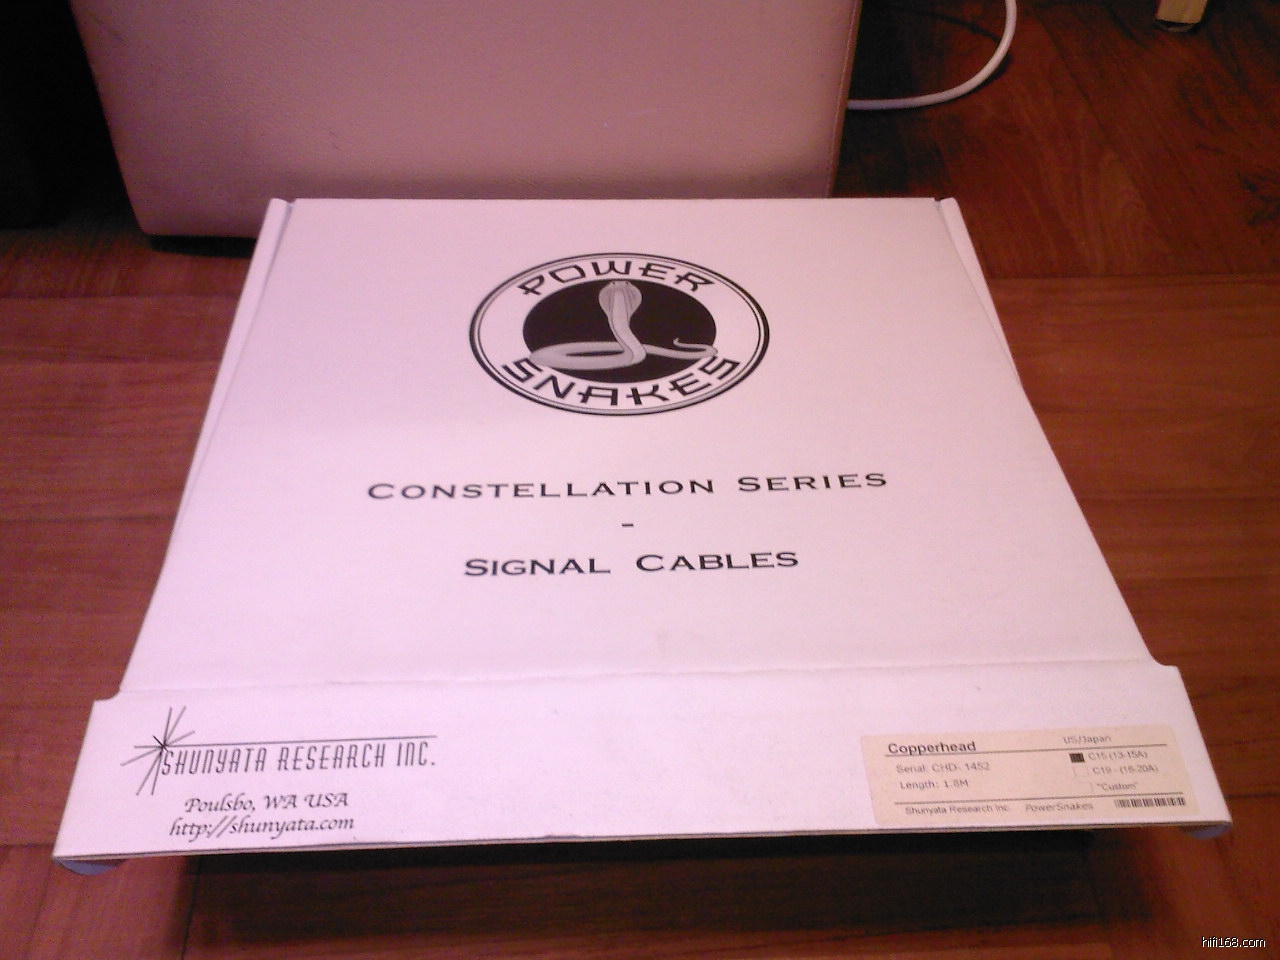 POWER
SNAKES
CONSTELLATION SERIES
-
SIGNAL CABLES
SHUNYATA RESEARCH INC.
Poulsbo, WA USA
http://shunyata.com
Copperhead
US/Japan
Serial: CHD- 1452
C15 (13-15A)
Length: 1.8M
C19 - (16-20A)
"Custom"
Shunyata Research Inc. PowerSnakes
hifi168.com